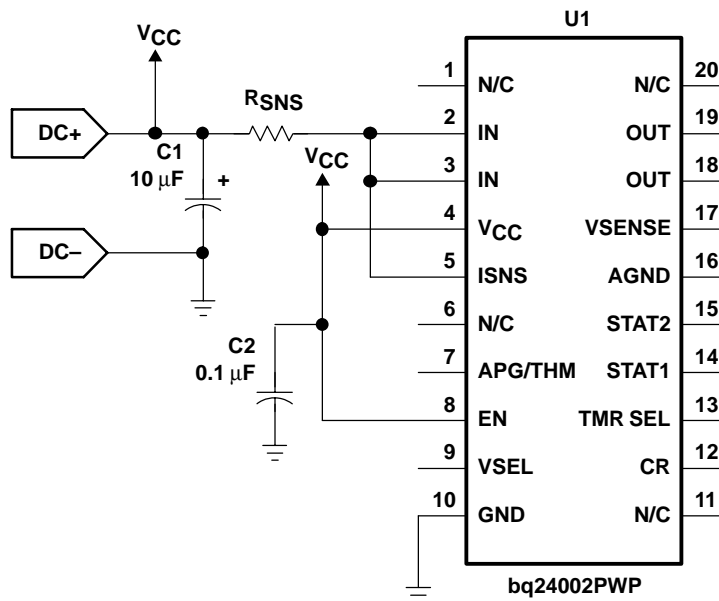 U1
VCC
DC+
C1
10 μF
+
RSNS
VCC
DC–
C2
0.1 μF
1 N/C N/C 20
2 IN OUT 19
3 IN OUT 18
4 VCC VSENSE 17
5 ISNS AGND 16
6 N/C STAT2 15
7 APG/THM STAT1 14
8 EN TMR SEL 13
9 VSEL CR 12
10 GND N/C 11
bq24002PWP